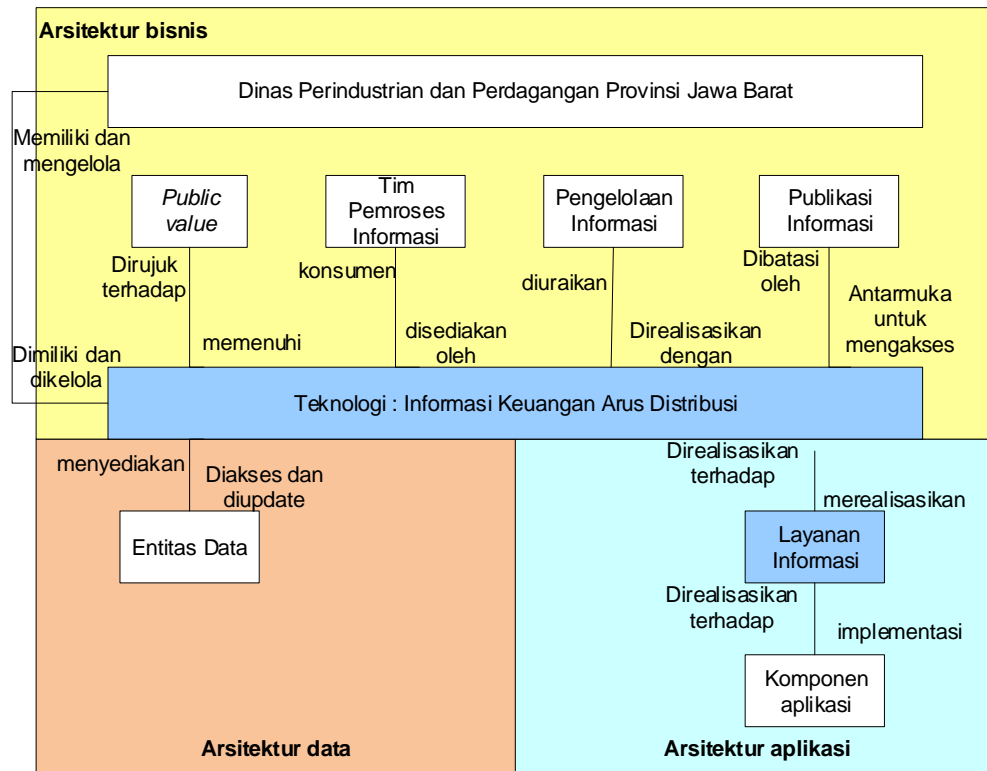 Arsitektur bisnis
Dinas Perindustrian dan Perdagangan Provinsi Jawa Barat
Memiliki dan
mengelola
Public
value
Tim
Pemroses
Informasi
Pengelolaan
Informasi
Publikasi
Informasi
Dirujuk
terhadap
konsumen
diuraikan
Dibatasi
oleh
memenuhi
disediakan
oleh
Direalisasikan
dengan
Antarmuka
untuk
mengakses
Dimiliki dan
dikelola
Teknologi : Informasi Keuangan Arus Distribusi
menyediakan
Diakses dan
diupdate
Entitas Data
Direalisasikan
terhadap
merealisasikan
Layanan
Informasi
Direalisasikan
terhadap
implementasi
Komponen
aplikasi
Arsitektur data
Arsitektur aplikasi